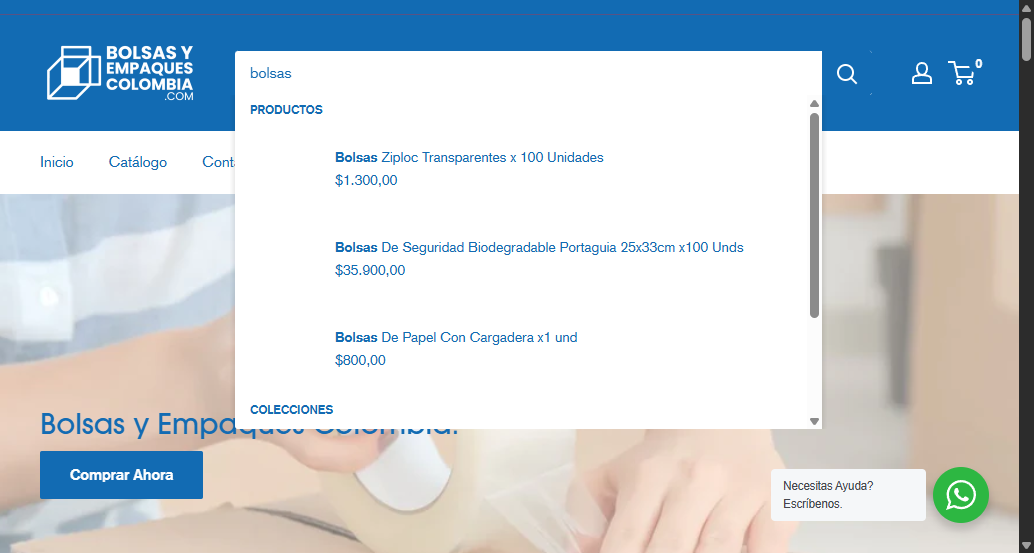 BOLSAS Y
EMPAQUES
COLOMBIA
.COM
bolsas
0
PRODUCTOS
Bolsas Ziploc Transparentes x 100 Unidades
$1.300,00
Bolsas De Seguridad Biodegradable Portaguia 25x33cm x100 Unds
$35.900,00
Bolsas De Papel Con Cargadera x1 und
$800,00
COLECCIONES
Inicio
Catálogo
Cont
Bolsas y Empaques Colombia.
Comprar Ahora
Necesitas Ayuda?
Escríbenos.